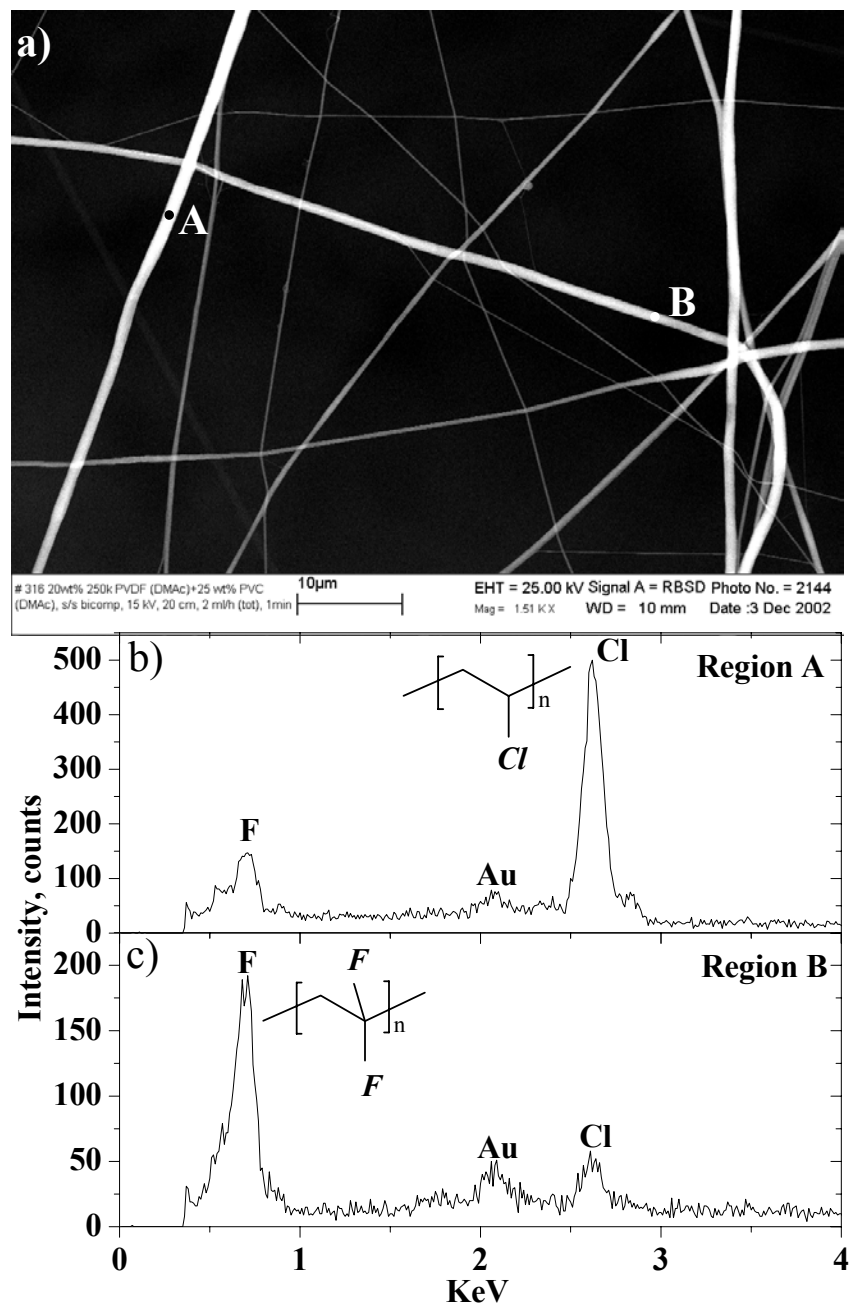 a)
A
B
# 316 20wt% 250k PVDF (DMAc)+25 wt% PVC
(DMAc), s/s bicomp, 15 kV, 20 cm, 2 ml/h (tot), 1min
10µm
EHT = 25.00 kV Signal A = RBSD Photo No. = 2144
Mag = 1.51 K X WD = 10 mm Date :3 Dec 2002
b)
Region A
Cl
n
Cl
F
Au
500
400
300
200
100
0
Intensity, counts
c)
Region B
F
F
n
F
Au
Cl
200
150
100
50
0
0 1 2 3 4
KeV